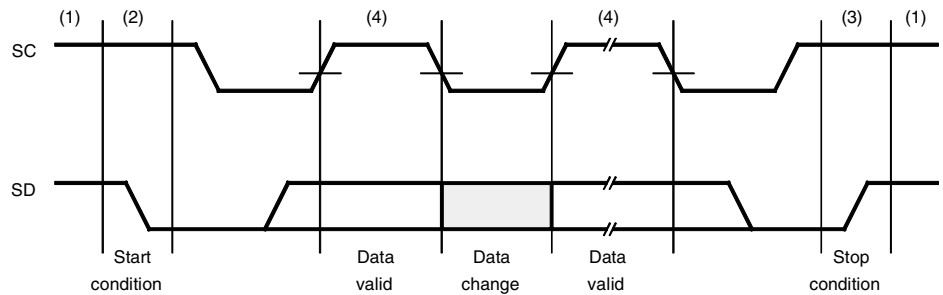 (1) (2) (4) (4) (3) (1)
SC
SD
Start Data Data Data Stop
condition valid change valid condition